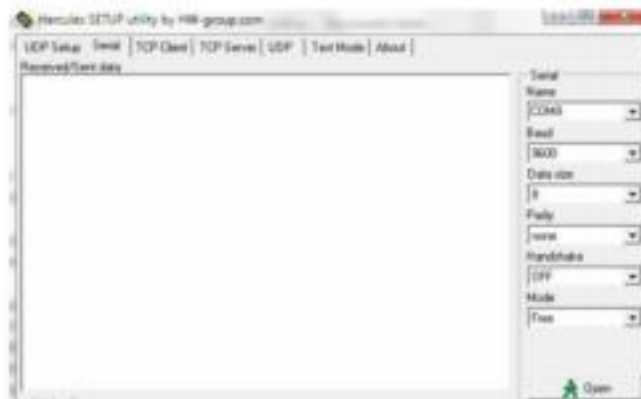 Hercules SETUP utility by HW-group.com
UDP Setup Serial TCP Client TCP Server UDP Test Mode About
Received/Sent data
Serial
Name
Baud
9600
Data size
8
Parity
none
Handshake
OFF
Mode
Free
Open